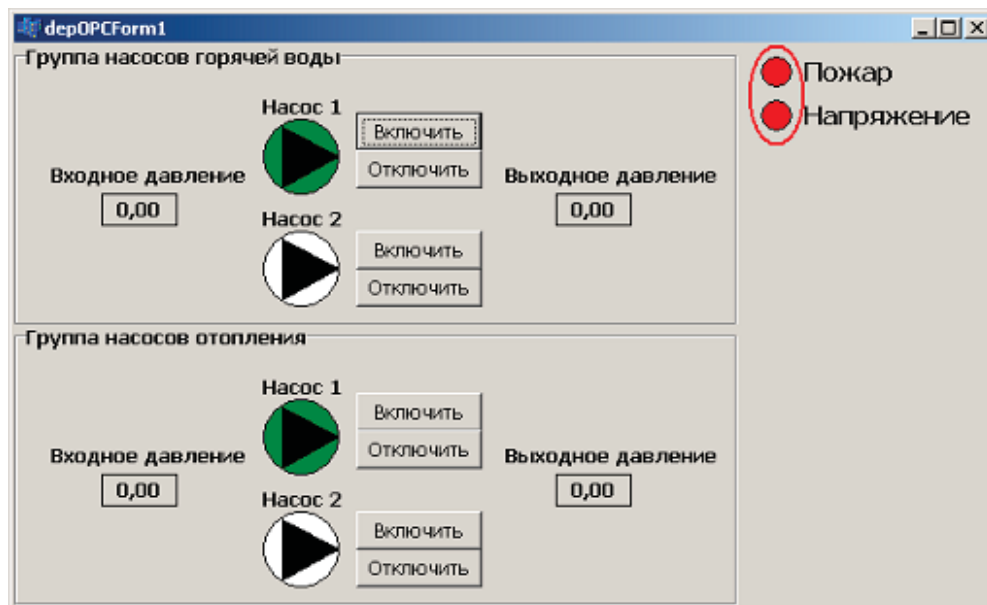 depOPCForm1
Группа насосов горячей воды
Пожар
Напряжение
Насос 1
Включить
Отключить
Входное давление
0,00
Выходное давление
0,00
Насос 2
Включить
Отключить
Группа насосов отопления
Насос 1
Включить
Отключить
Входное давление
0,00
Выходное давление
0,00
Насос 2
Включить
Отключить